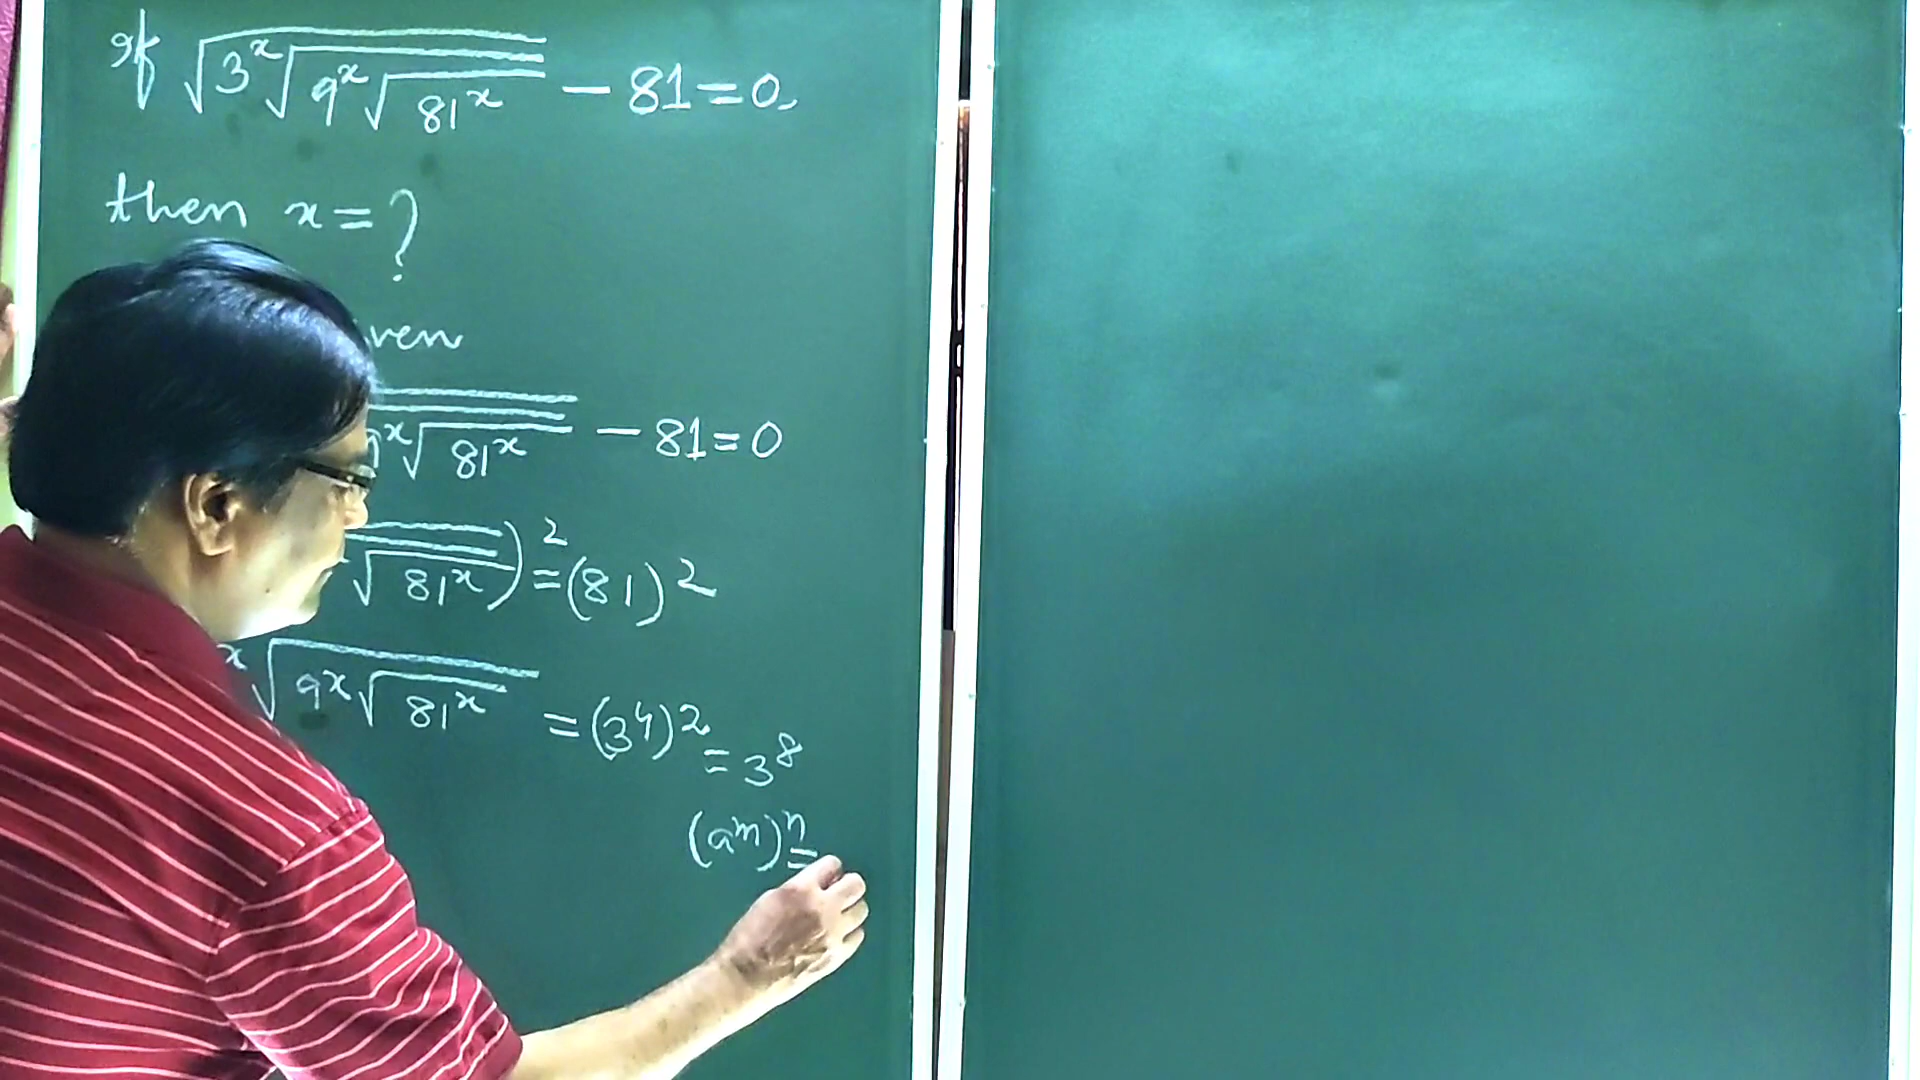 If √(3^x √(9^x √(81^x))) − 81 = 0,
then x = ?
ven
^x √(81^x) − 81 = 0
√(81^x))^2 = (81)^2
^x √(9^x √(81^x)) = (3^4)^2 = 3^8
(a^m)^n =